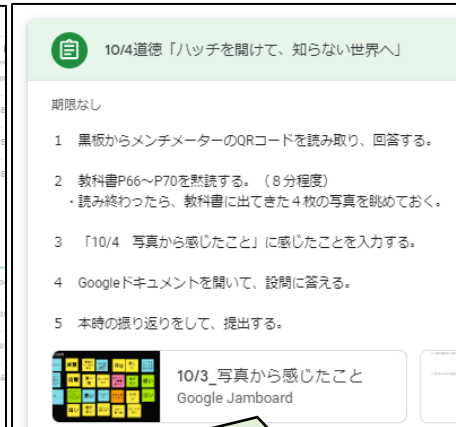 10/4道徳「ハッチを開けて、知らない世界へ」
期限なし
1 黒板からメンチメーターのQRコードを読み取り、回答する。
2 教科書P66～P70を黙読する。（８分程度）
・読み終わったら、教科書に出てきた４枚の写真を眺めておく。
3 「10/4 写真から感じたこと」に感じたことを入力する。
4 Googleドキュメントを開いて、設問に答える。
5 本時の振り返りをして、提出する。
10/3_写真から感じたこと
Google Jamboard